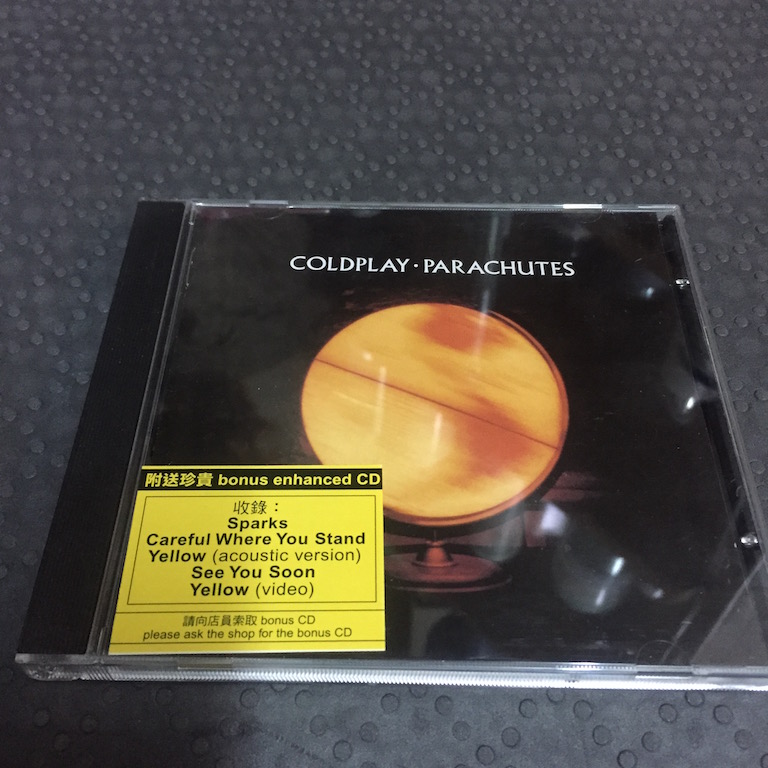 COLDPLAY · PARACHUTES
附送珍貴 bonus enhanced CD
收錄：
Sparks
Careful Where You Stand
Yellow (acoustic version)
See You Soon
Yellow (video)
請向店員索取 bonus CD
please ask the shop for the bonus CD